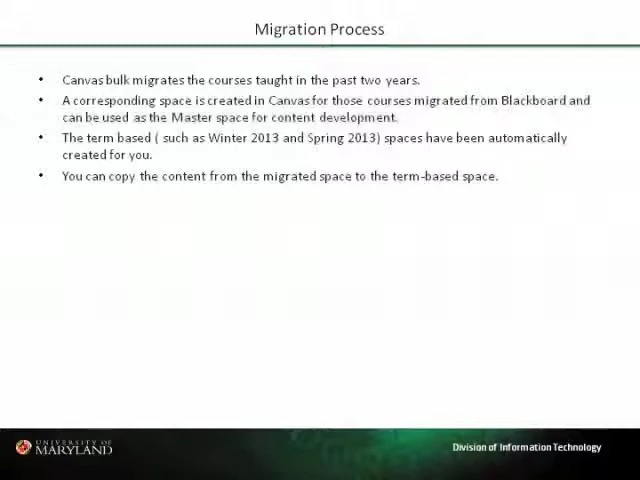 Migration Process
• Canvas bulk migrates the courses taught in the past two years.
• A corresponding space is created in Canvas for those courses migrated from Blackboard and
can be used as the Master space for content development.
• The term based ( such as Winter 2013 and Spring 2013) spaces have been automatically
created for you.
• You can copy the content from the migrated space to the term-based space.
UNIVERSITY OF
MARYLAND
Division of Information Technology